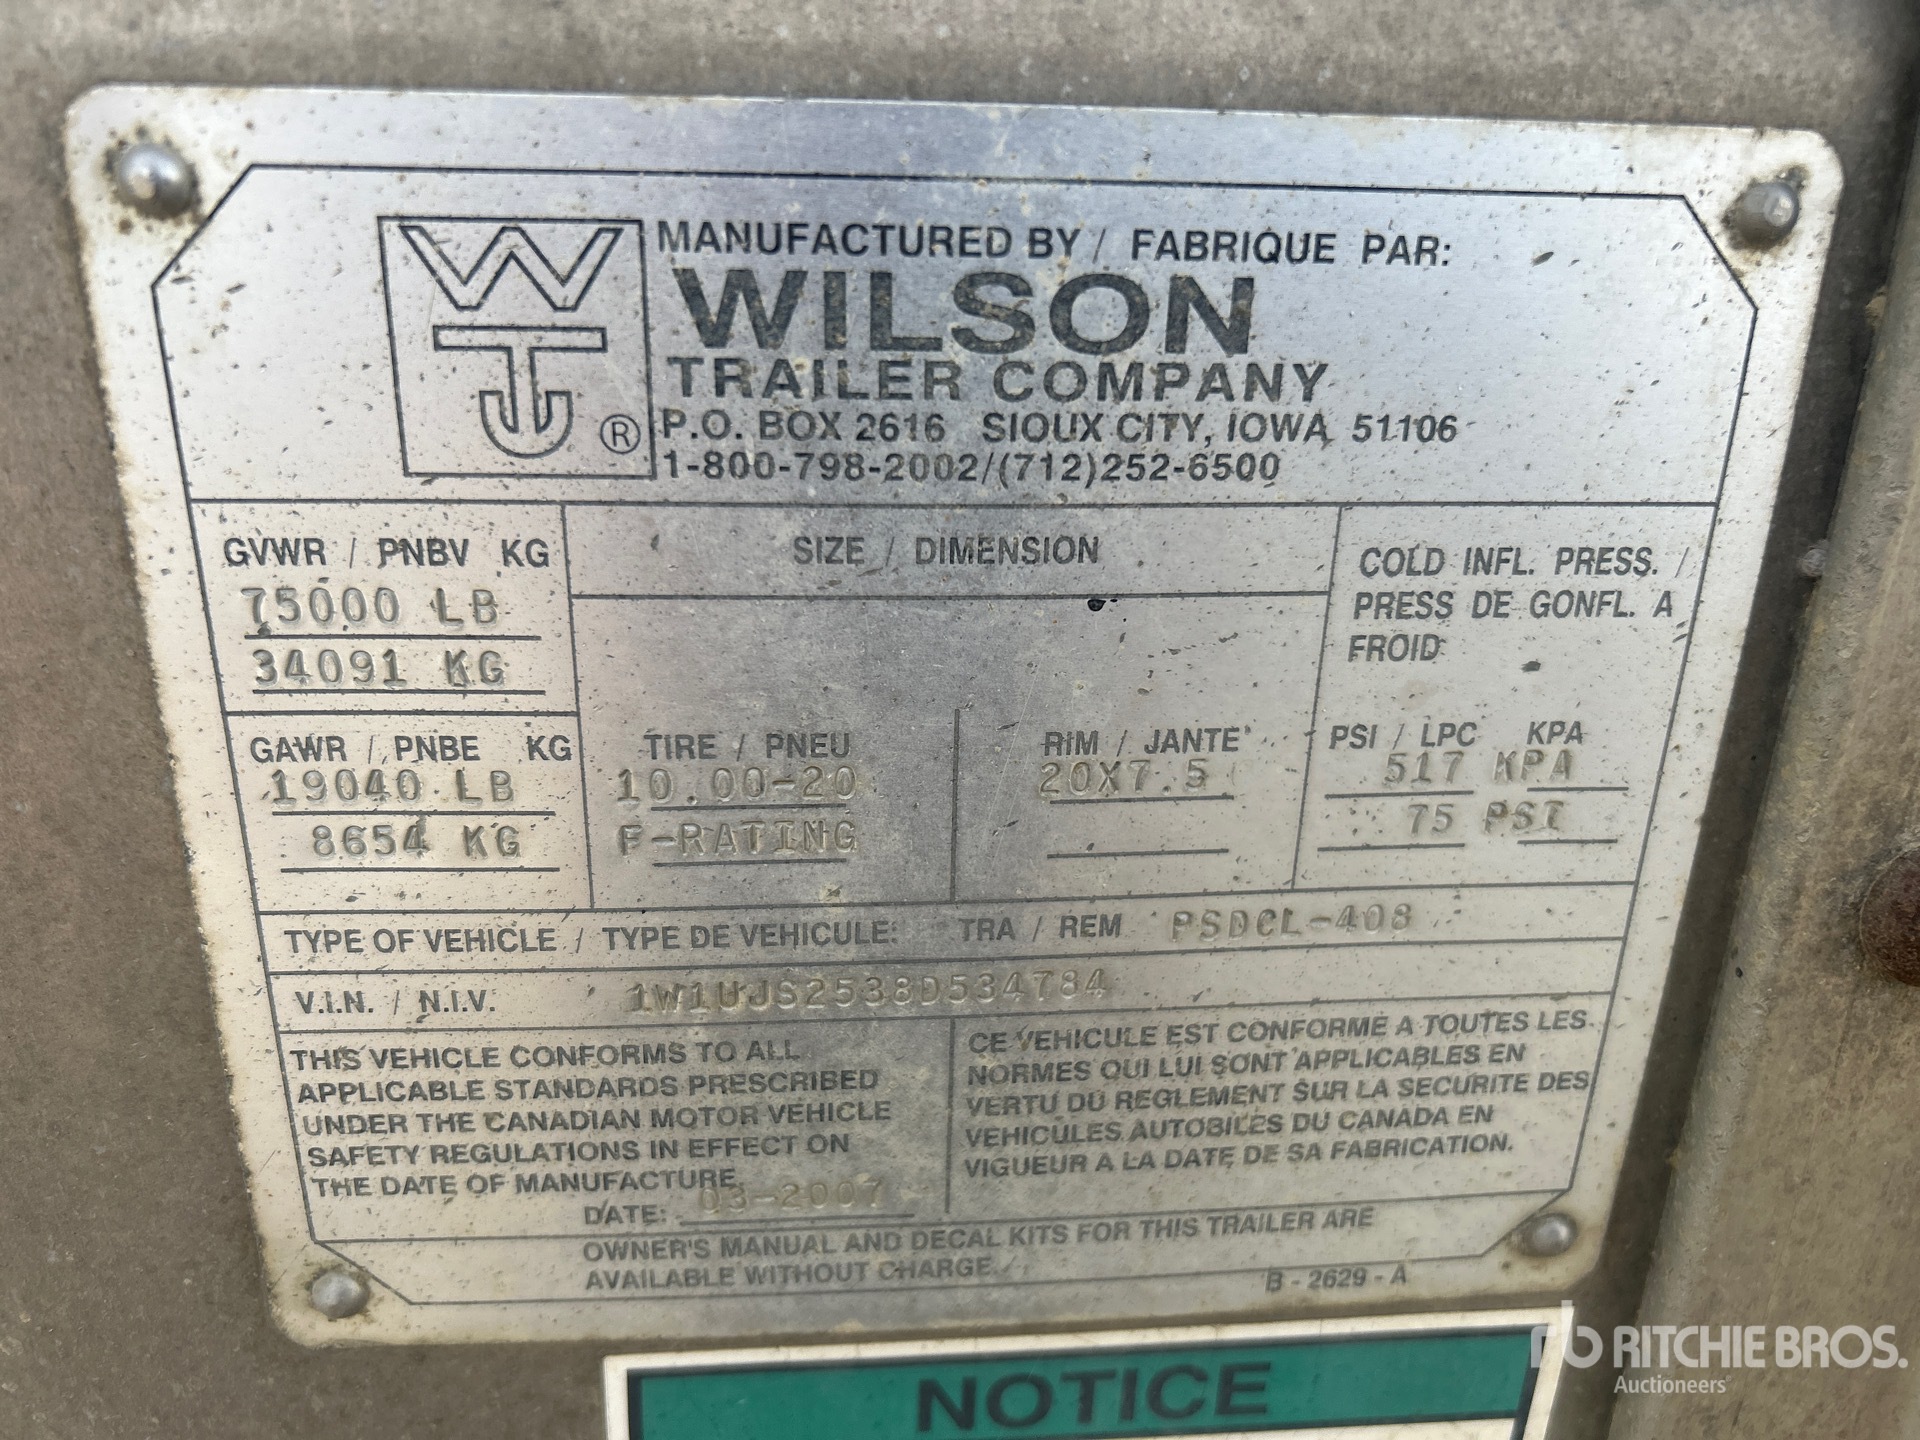 WTJ ®
MANUFACTURED BY / FABRIQUE PAR:
WILSON
TRAILER COMPANY
P.O. BOX 2616 SIOUX CITY, IOWA 51106
1-800-798-2002/(712)252-6500
GVWR / PNBV KG
75000 LB
34091 KG
SIZE / DIMENSION
COLD INFL. PRESS. /
PRESS DE GONFL. A
FROID
GAWR / PNBE KG
19040 LB
8654 KG
TIRE / PNEU
10.00-20
F-RATING
RIM / JANTE
20X7.5
PSI / LPC KPA
517 KPA
75 PSI
TYPE OF VEHICLE / TYPE DE VEHICULE: TRA / REM PSDCL-408
V.I.N. / N.I.V. 1W1UJS2538D534784
THIS VEHICLE CONFORMS TO ALL
APPLICABLE STANDARDS PRESCRIBED
UNDER THE CANADIAN MOTOR VEHICLE
SAFETY REGULATIONS IN EFFECT ON
THE DATE OF MANUFACTURE.
DATE: 03-2007
CE VEHICULE EST CONFORME A TOUTES LES
NORMES QUI LUI SONT APPLICABLES EN
VERTU DU REGLEMENT SUR LA SECURITE DES
VEHICULES AUTOBILES DU CANADA EN
VIGUEUR A LA DATE DE SA FABRICATION.
OWNER'S MANUAL AND DECAL KITS FOR THIS TRAILER ARE
AVAILABLE WITHOUT CHARGE.
B - 2629 - A
NOTICE
rb RITCHIE BROS.
Auctioneers